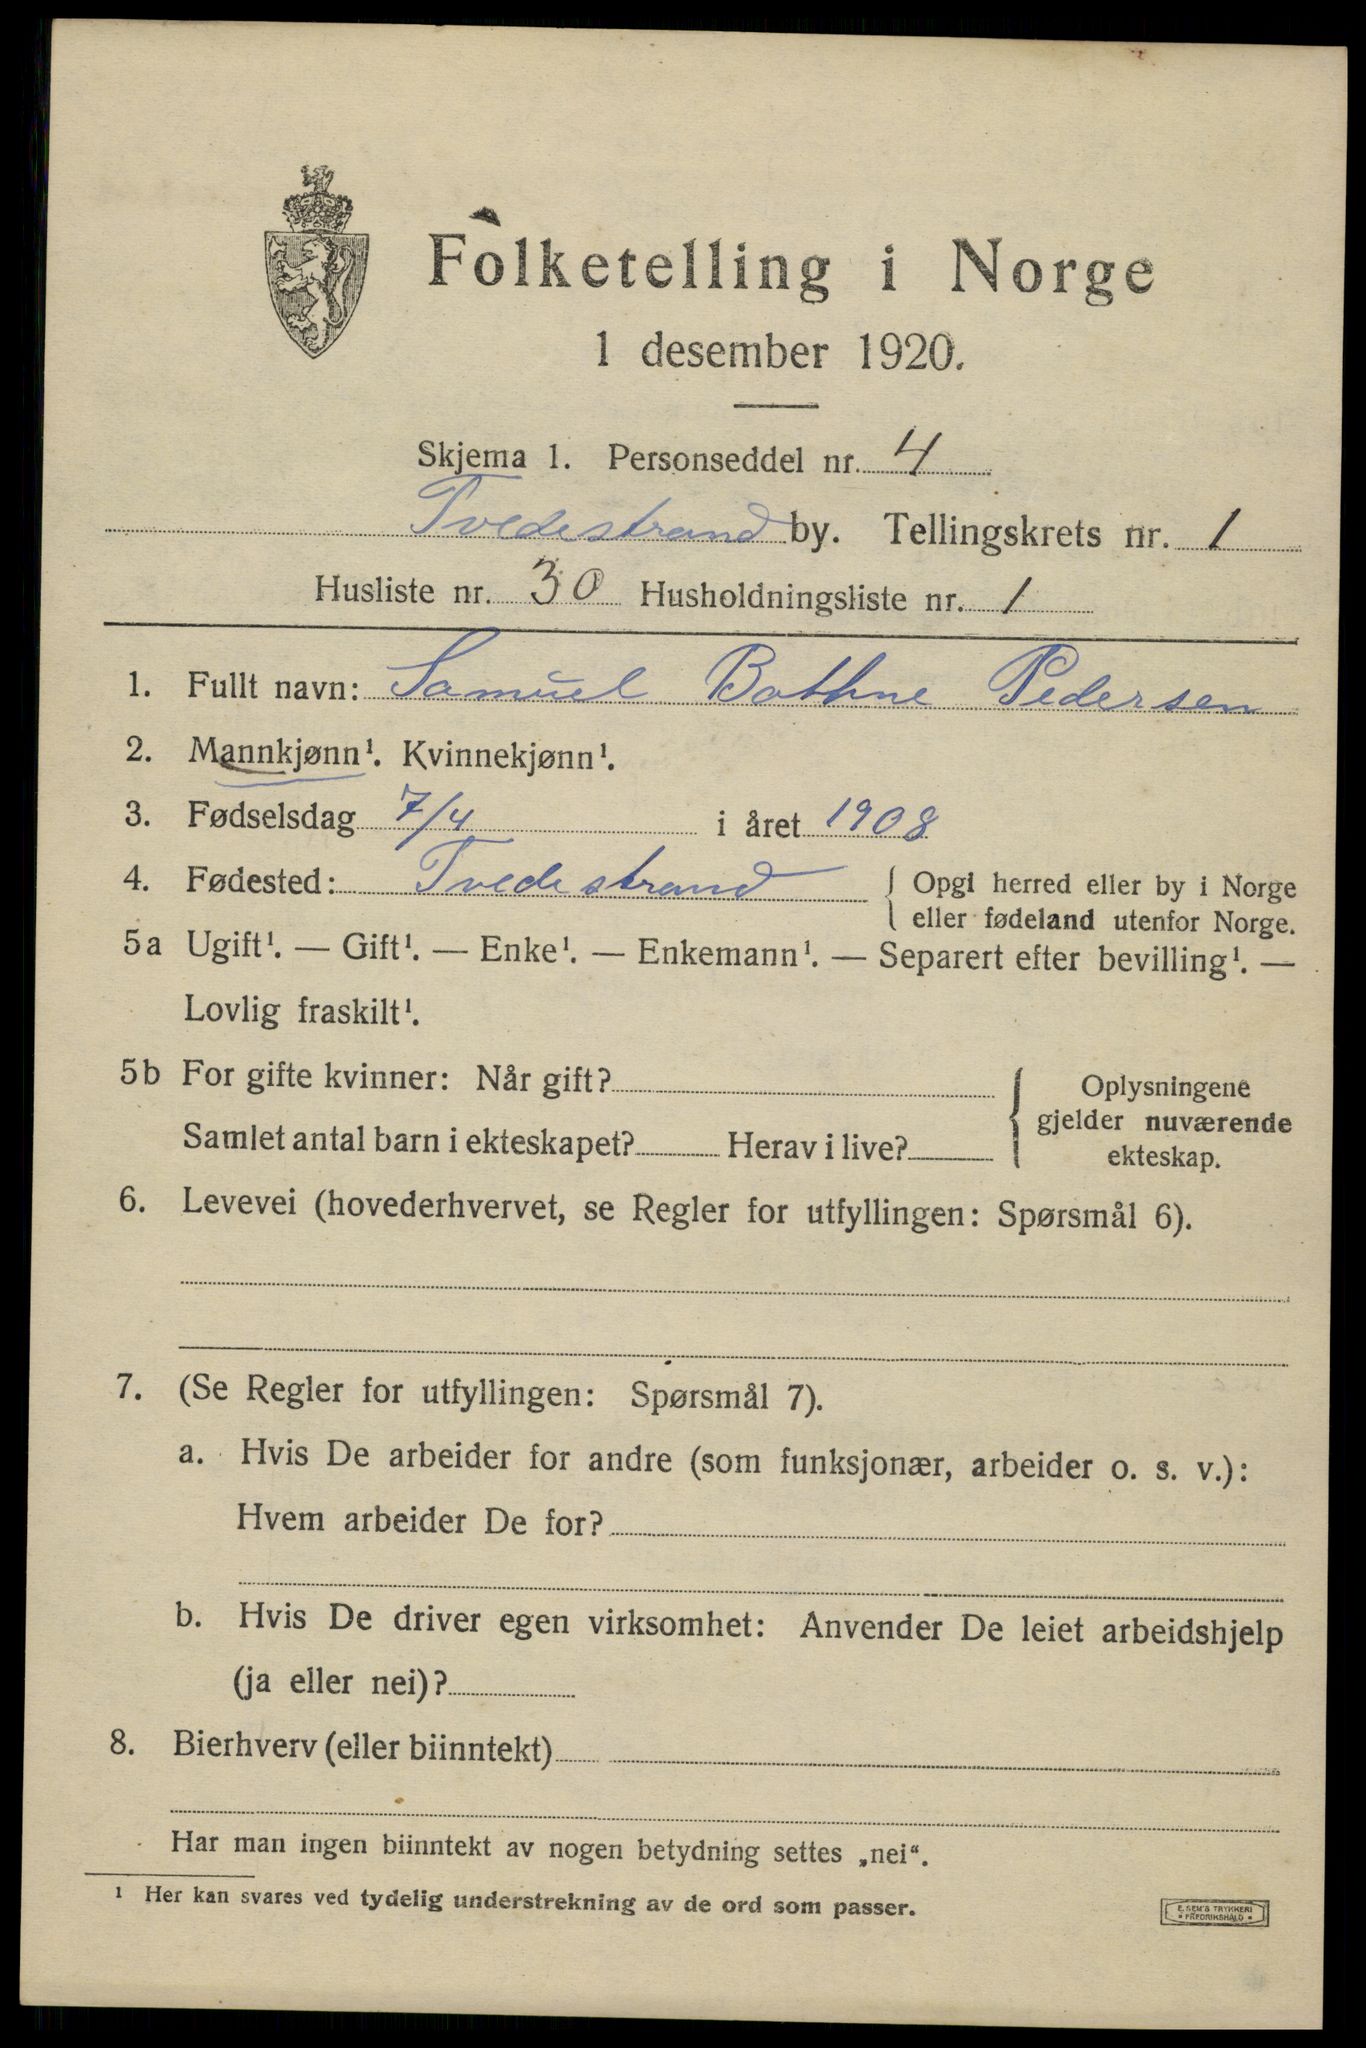 Folketelling i Norge
1 desember 1920.
Skjema 1. Personseddel nr. 4
Tvedestrand by. Tellingskrets nr. 1
Husliste nr. 30 Husholdningsliste nr. 1
1. Fullt navn: Samuel Bothne Pedersen
2. Mannkjønn¹. Kvinnekjønn¹.
3. Fødselsdag 7/4 i året 1908
4. Fødested: Tvedestrand { Opgi herred eller by i Norge
eller fødeland utenfor Norge.
5a Ugift¹. — Gift¹. — Enke¹. — Enkemann¹. — Separert efter bevilling¹. —
Lovlig fraskilt¹.
5b For gifte kvinner: Når gift?
Samlet antal barn i ekteskapet? Herav i live?
{ Oplysningene
gjelder nuværende
ekteskap.
6. Levevei (hovederhvervet, se Regler for utfyllingen: Spørsmål 6).
7. (Se Regler for utfyllingen: Spørsmål 7).
a. Hvis De arbeider for andre (som funksjonær, arbeider o. s. v.):
Hvem arbeider De for?
b. Hvis De driver egen virksomhet: Anvender De leiet arbeidshjelp
(ja eller nei)?
8. Bierhverv (eller biinntekt)
Har man ingen biinntekt av nogen betydning settes „nei“.
¹ Her kan svares ved tydelig understrekning av de ord som passer.
E. SEM'S TRYKKERI
FREDRIKSHALD